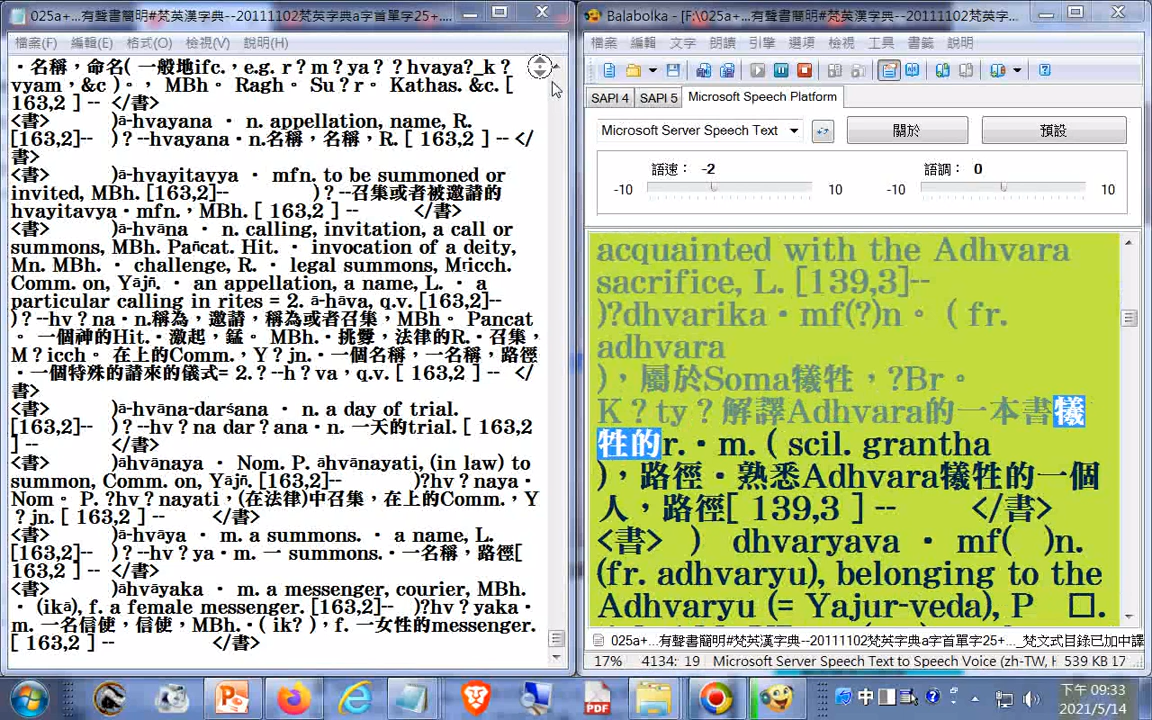 025a+...有聲書簡明#梵英漢字典--20111102梵英字典a字首單字25+...
檔案(F) 編輯(E) 格式(O) 檢視(V) 說明(H)
・名稱，命名( 一般地ifc.，e.g. r？m？ya？？hvaya?_k？
vyam，&c )。， MBh。 Ragh。 Su？r。 Kathas. &c. [
163,2 ] -- </書>
<書> )ā-hvayana ・ n. appellation, name, R.
[163,2]-- )？--hvayana・n.名稱，名稱，R. [ 163,2 ] -- </
書>
<書> )ā-hvayitavya ・ mfn. to be summoned or
invited, MBh. [163,2]-- )？--召集或者被邀請的
hvayitavya・mfn.，MBh. [ 163,2 ] -- </書>
<書> )ā-hvāna ・ n. calling, invitation, a call or
summons, MBh. Pañcat. Hit. ・ invocation of a deity,
Mn. MBh. ・ challenge, R. ・ legal summons, Mṛicch.
Comm. on, Yājñ. ・ an appellation, a name, L. ・ a
particular calling in rites = 2. ā-hāva, q.v. [163,2]--
)？--hv？na・n.稱為，邀請，稱為或者召集，MBh。 Pancat
。 一個神的Hit.・激起，錳。 MBh.・挑釁，法律的R.・召集，
M？icch。 在上的Comm.，Y？jn.・一個名稱，一名稱，路徑
・一個特殊的請來的儀式= 2.？--h？va，q.v. [ 163,2 ] -- </
書>
<書> )ā-hvāna-darśana ・ n. a day of trial.
[163,2]-- )？--hv？na dar？ana・n. 一天的trial. [ 163,2
] -- </書>
<書> )āhvānaya ・ Nom. P. āhvānayati, (in law) to
summon, Comm. on, Yājñ. [163,2]-- )?hv？naya・
Nom。 P. ?hv？nayati，(在法律)中召集，在上的Comm.，Y
？jn. [ 163,2 ] -- </書>
<書> )ā-hvāya ・ m. a summons. ・ a name, L.
[163,2]-- )？--hv？ya・m. 一 summons.・一名稱，路徑[
163,2 ] -- </書>
<書> )āhvāyaka ・ m. a messenger, courier, MBh.
・ (ikā), f. a female messenger. [163,2]-- )?hv？yaka・
m. 一名信使，信使，MBh.・( ik? )，f. 一女性的messenger.
[ 163,2 ] -- </書>
Balabolka - [F:\025a+...有聲書簡明#梵英漢字典--20111102梵英字...
檔案 編輯 文字 朗讀 引擎 選項 檢視 工具 書籤 說明
SAPI 4 SAPI 5 Microsoft Speech Platform
Microsoft Server Speech Text 關於 預設
語速： -2 語調： 0
-10 10 -10 10
acquainted with the Adhvara
sacrifice, L. [139,3]--
)?dhvarika・mf(?)n。 ( fr.
adhvara
)，屬於Soma犧牲，?Br。
K？ty？解譯Adhvara的一本書犧
牲的r.・m. ( scil. grantha
)，路徑・熟悉Adhvara犧牲的一個
人，路徑[ 139,3 ] -- </書>
<書> ) dhvaryava ・ mf( )n.
(fr. adhvaryu), belonging to the
Adhvaryu (= Yajur-veda), P □.
025a+...有聲書簡明#梵英漢字典--20111102梵英字典a字首單字25+..._梵文式目錄已加中譯
17% 4134: 19 Microsoft Server Speech Text to Speech Voice (zh-TW, H 539 KB 17
中
PDF
下午 09:33
2021/5/14